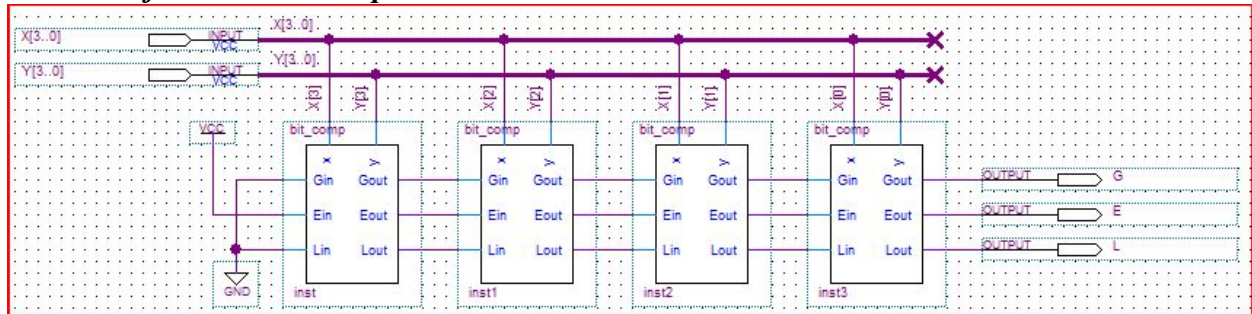 X[3..0]
X[3..0] INPUT VCC
Y[3..0]
Y[3..0] INPUT VCC
X[3] Y[3] X[2] Y[2] X[1] Y[1] X[0] Y[0]
VCC
bit_comp bit_comp bit_comp bit_comp
x y x y x y x y
Gin Gout Gin Gout Gin Gout Gin Gout OUTPUT G
Ein Eout Ein Eout Ein Eout Ein Eout OUTPUT E
Lin Lout Lin Lout Lin Lout Lin Lout OUTPUT L
GND inst inst1 inst2 inst3